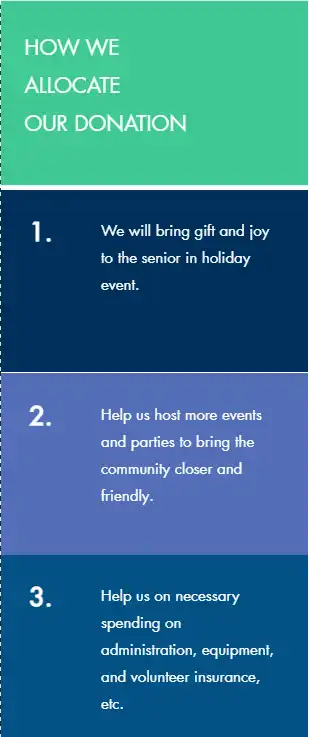 HOW WE
ALLOCATE
OUR DONATION
1.
We will bring gift and joy
to the senior in holiday
event.
2.
Help us host more events
and parties to bring the
community closer and
friendly.
3.
Help us on necessary
spending on
administration, equipment,
and volunteer insurance,
etc.